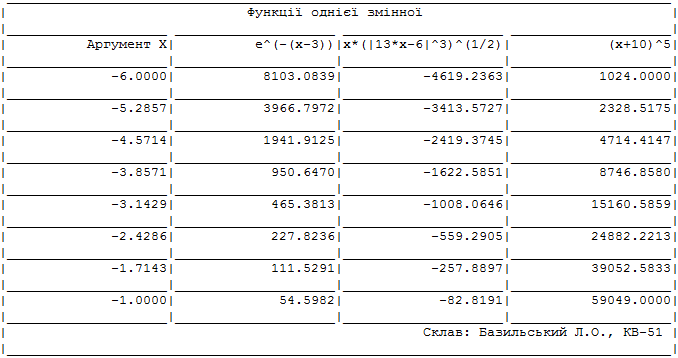 Функції однієї змінної
Аргумент X| e^(-(x-3))|x*(|13*x-6|^3)^(1/2)| (x+10)^5|
-6.0000| 8103.0839| -4619.2363| 1024.0000|
-5.2857| 3966.7972| -3413.5727| 2328.5175|
-4.5714| 1941.9125| -2419.3745| 4714.4147|
-3.8571| 950.6470| -1622.5851| 8746.8580|
-3.1429| 465.3813| -1008.0646| 15160.5859|
-2.4286| 227.8236| -559.2905| 24882.2213|
-1.7143| 111.5291| -257.8897| 39052.5833|
-1.0000| 54.5982| -82.8191| 59049.0000|
Склав: Базильський Л.О., КВ-51